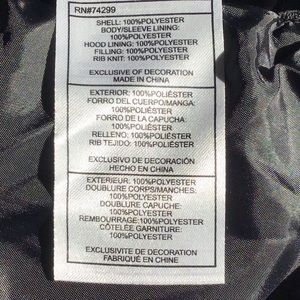 RN#74299
SHELL: 100%POLYESTER
BODY/SLEEVE LINING:
100%POLYESTER
HOOD LINING: 100%POLYESTER
FILLING: 100%POLYESTER
RIB KNIT: 100%POLYESTER
EXCLUSIVE OF DECORATION
MADE IN CHINA
EXTERIOR: 100%POLIÉSTER
FORRO DEL CUERPO/MANGA:
100%POLIÉSTER
FORRO DE LA CAPUCHA:
100%POLIÉSTER
RELLENO: 100%POLIÉSTER
RIB TEJIDO: 100%POLIÉSTER
EXCLUSIVO DE DECORACIÓN
HECHO EN CHINA
EXTÉRIEUR: 100%POLYESTER
DOUBLURE CORPS/MANCHES:
100%POLYESTER
DOUBLURE CAPUCHE:
100%POLYESTER
REMBOURRAGE:100%POLYESTER
CÔTELÉE GARNITURE:
100%POLYESTER
EXCLUSIVITE DE DECORATION
FABRIQUÉ EN CHINE